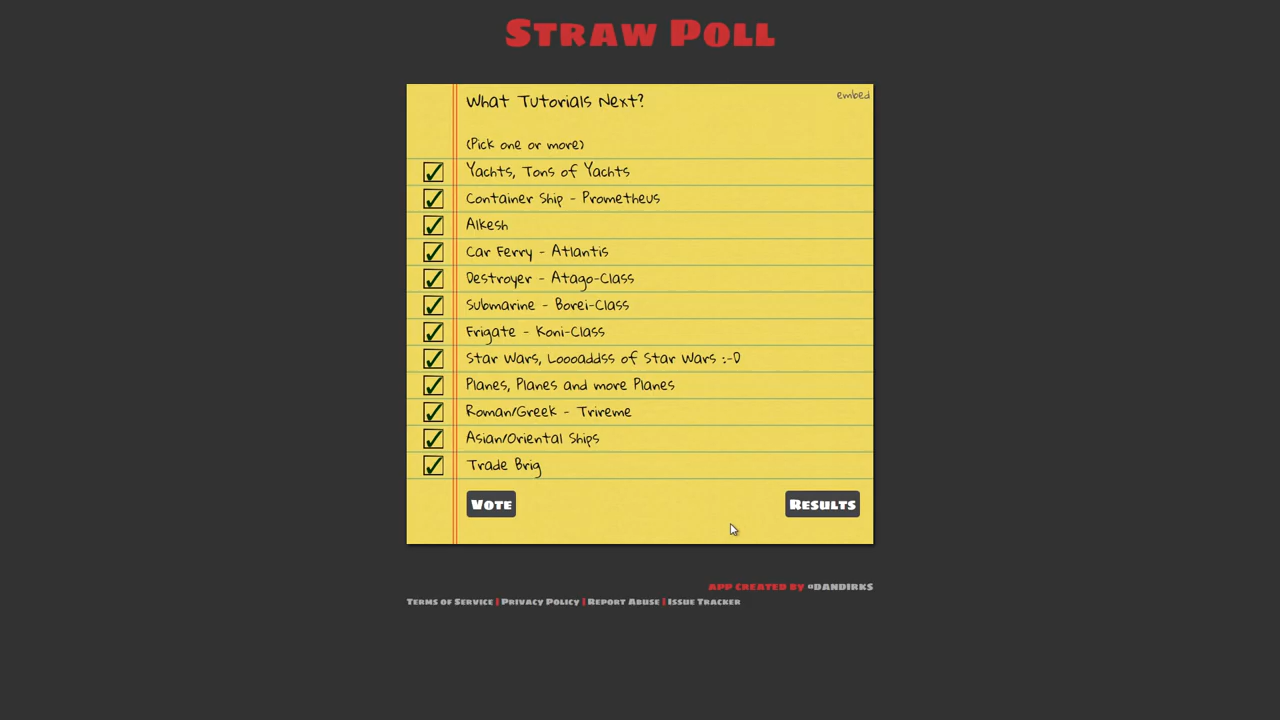 Straw Poll
What Tutorials Next?
embed
(Pick one or more)
Yachts, Tons of Yachts
Container Ship - Prometheus
Alkesh
Car Ferry - Atlantis
Destroyer - Atago-Class
Submarine - Borei-Class
Frigate - Koni-Class
Star Wars, Loooaddss of Star Wars :-D
Planes, Planes and more Planes
Roman/Greek - Trireme
Asian/Oriental Ships
Trade Brig
Vote
Results
App created by @dandirks
Terms of Service | Privacy Policy | Report Abuse | Issue Tracker